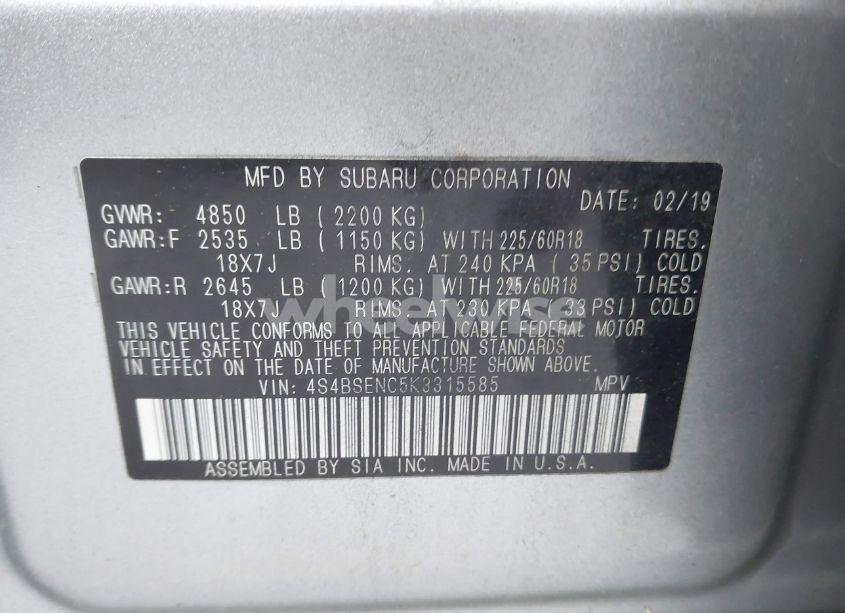 MFD BY SUBARU CORPORATION
DATE: 02/19
GVWR: 4850 LB ( 2200 KG)
GAWR:F 2535 LB ( 1150 KG) WITH 225/60R18 TIRES.
18X7J RIMS. AT 240 KPA ( 35 PSI) COLD
GAWR:R 2645 LB ( 1200 KG) WITH 225/60R18 TIRES.
18X7J RIMS. AT 230 KPA ( 33 PSI) COLD
THIS VEHICLE CONFORMS TO ALL APPLICABLE FEDERAL MOTOR
VEHICLE SAFETY AND THEFT PREVENTION STANDARDS
IN EFFECT ON THE DATE OF MANUFACTURE SHOWN ABOVE.
VIN: 4S4BSENC5K3315585 MPV
ASSEMBLED BY SIA INC. MADE IN U.S.A.
wheelwise